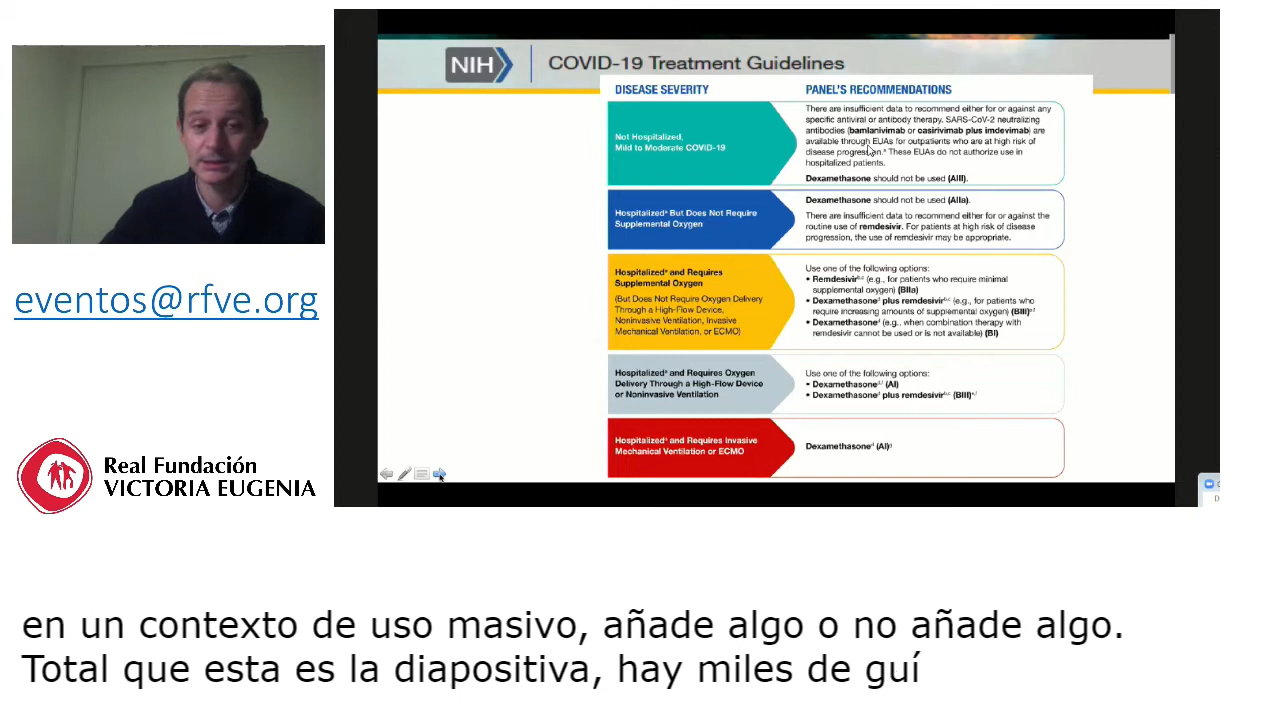 eventos@rfve.org
Real Fundación
VICTORIA EUGENIA
NIH
COVID-19 Treatment Guidelines
DISEASE SEVERITY
PANEL'S RECOMMENDATIONS
Not Hospitalized,
Mild to Moderate COVID-19
There are insufficient data to recommend either for or against any
specific antiviral or antibody therapy. SARS-CoV-2 neutralizing
antibodies (bamlanivimab or casirivimab plus imdevimab) are
available through EUAs for outpatients who are at high risk of
disease progression.ᵃ These EUAs do not authorize use in
hospitalized patients.
Dexamethasone should not be used (AIII).
Hospitalizedᵃ But Does Not Require
Supplemental Oxygen
Dexamethasone should not be used (AIIa).
There are insufficient data to recommend either for or against the
routine use of remdesivir. For patients at high risk of disease
progression, the use of remdesivir may be appropriate.
Hospitalizedᵃ and Requires
Supplemental Oxygen
(But Does Not Require Oxygen Delivery
Through a High-Flow Device,
Noninvasive Ventilation, Invasive
Mechanical Ventilation, or ECMO)
Use one of the following options:
• Remdesivirᵇ,ᶜ (e.g., for patients who require minimal
supplemental oxygen) (BIIa)
• Dexamethasoneᵈ plus remdesivirᵇ,ᶜ (e.g., for patients who
require increasing amounts of supplemental oxygen) (BIII)ᵉ,ᶠ
• Dexamethasoneᵈ (e.g., when combination therapy with
remdesivir cannot be used or is not available) (BI)
Hospitalizedᵃ and Requires Oxygen
Delivery Through a High-Flow Device
or Noninvasive Ventilation
Use one of the following options:
• Dexamethasoneᵈ,ᶠ (AI)
• Dexamethasoneᵈ plus remdesivirᵇ,ᶜ (BIII)ᵉ,ᶠ
Hospitalizedᵃ and Requires Invasive
Mechanical Ventilation or ECMO
Dexamethasoneᵈ (AI)ᵍ
en un contexto de uso masivo, añade algo o no añade algo.
Total que esta es la diapositiva, hay miles de guí